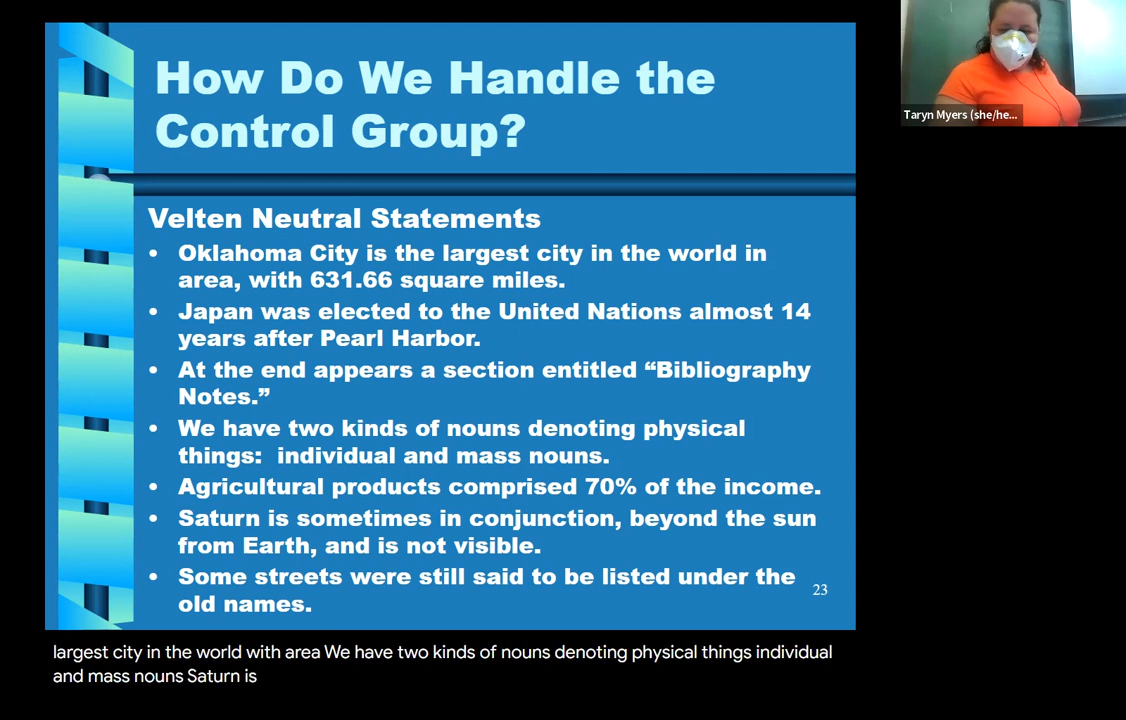 How Do We Handle the
Control Group?
Velten Neutral Statements
• Oklahoma City is the largest city in the world in
area, with 631.66 square miles.
• Japan was elected to the United Nations almost 14
years after Pearl Harbor.
• At the end appears a section entitled “Bibliography
Notes.”
• We have two kinds of nouns denoting physical
things:  individual and mass nouns.
• Agricultural products comprised 70% of the income.
• Saturn is sometimes in conjunction, beyond the sun
from Earth, and is not visible.
• Some streets were still said to be listed under the
old names.
23
Taryn Myers (she/he...
largest city in the world with area We have two kinds of nouns denoting physical things individual
and mass nouns Saturn is